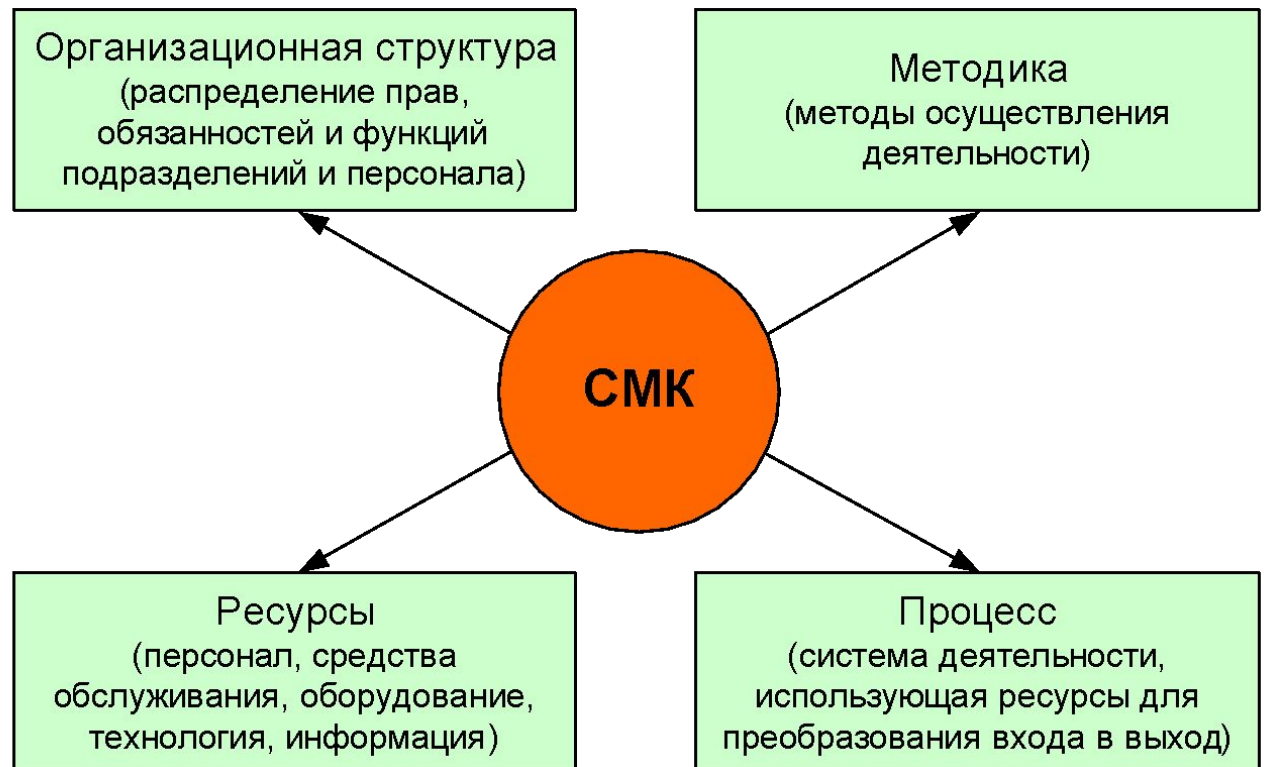 Организационная структура
(распределение прав,
обязанностей и функций
подразделений и персонала)
Методика
(методы осуществления
деятельности)
СМК
Ресурсы
(персонал, средства
обслуживания, оборудование,
технология, информация)
Процесс
(система деятельности,
использующая ресурсы для
преобразования входа в выход)